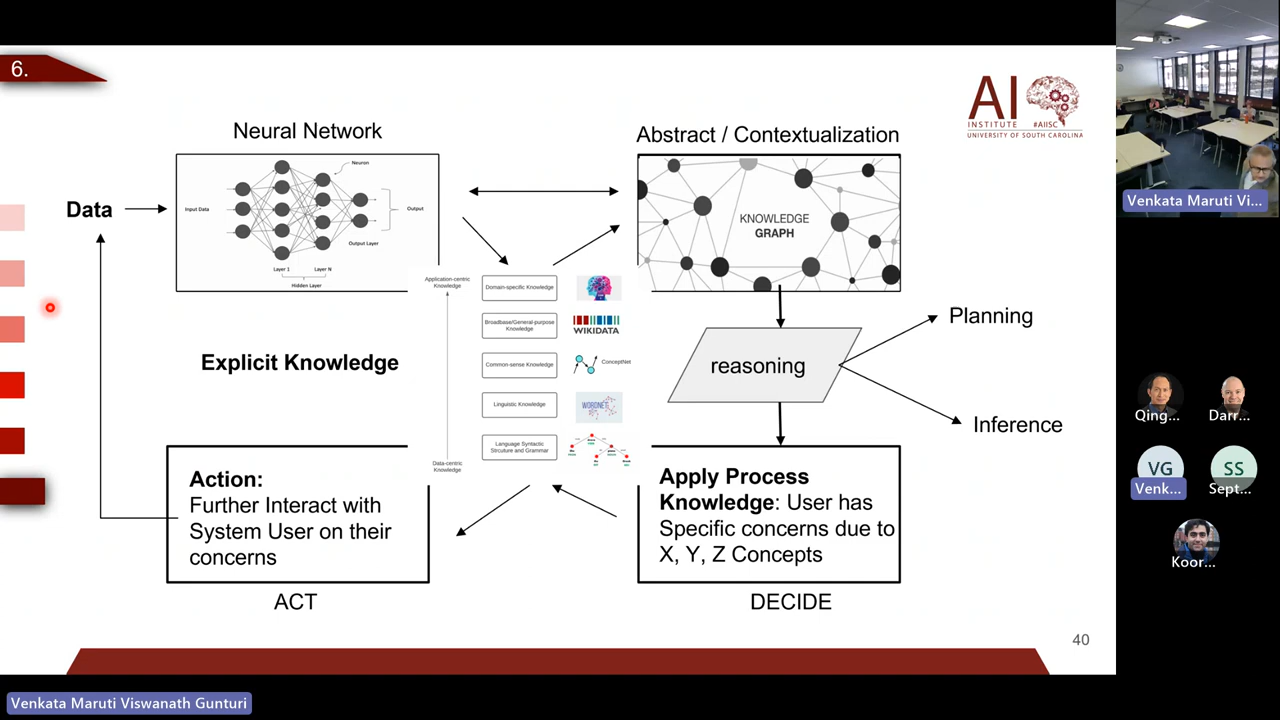 6.
AI
INSTITUTE #AIISC
UNIVERSITY OF SOUTH CAROLINA
Neural Network
Abstract / Contextualization
Data
Neuron
Input Data
Output
Output Layer
Layer 1
Layer N
Hidden Layer
KNOWLEDGE
GRAPH
Application-centric
Knowledge
Domain-specific Knowledge
Broadbase/General-purpose
Knowledge
WIKIDATA
Common-sense Knowledge
ConceptNet
Linguistic Knowledge
WORDNET
Language Syntactic
Strcuture and Grammar
Data-centric
Knowledge
Explicit Knowledge
reasoning
Planning
Inference
Action:
Further Interact with
System User on their
concerns
ACT
Apply Process
Knowledge: User has
Specific concerns due to
X, Y, Z Concepts
DECIDE
40
Venkata Maruti Vi...
Qing...
Darr...
VG
Venk...
SS
Sept...
Koor...
Venkata Maruti Viswanath Gunturi